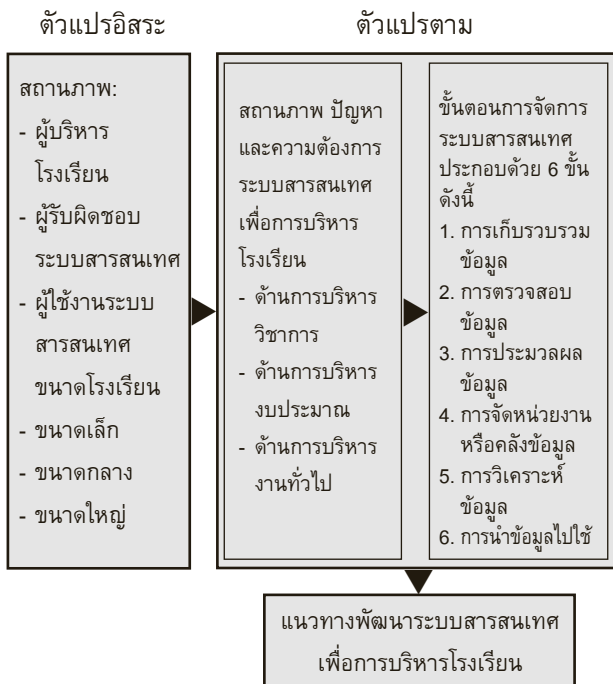 ตัวแปรอิสระ
สถานภาพ:
- ผู้บริหาร
โรงเรียน
- ผู้รับผิดชอบ
ระบบสารสนเทศ
- ผู้ใช้งานระบบ
สารสนเทศ
ขนาดโรงเรียน
- ขนาดเล็ก
- ขนาดกลาง
- ขนาดใหญ่
ตัวแปรตาม
สถานภาพ ปัญหา
และความต้องการ
ระบบสารสนเทศ
เพื่อการบริหาร
โรงเรียน
- ด้านการบริหาร
วิชาการ
- ด้านการบริหาร
งบประมาณ
- ด้านการบริหาร
งานทั่วไป
ขั้นตอนการจัดการ
ระบบสารสนเทศ
ประกอบด้วย 6 ขั้น
ดังนี้
1. การเก็บรวบรวม
ข้อมูล
2. การตรวจสอบ
ข้อมูล
3. การประมวลผล
ข้อมูล
4. การจัดหน่วยงาน
หรือคลังข้อมูล
5. การวิเคราะห์
ข้อมูล
6. การนำข้อมูลไปใช้
แนวทางพัฒนาระบบสารสนเทศ
เพื่อการบริหารโรงเรียน